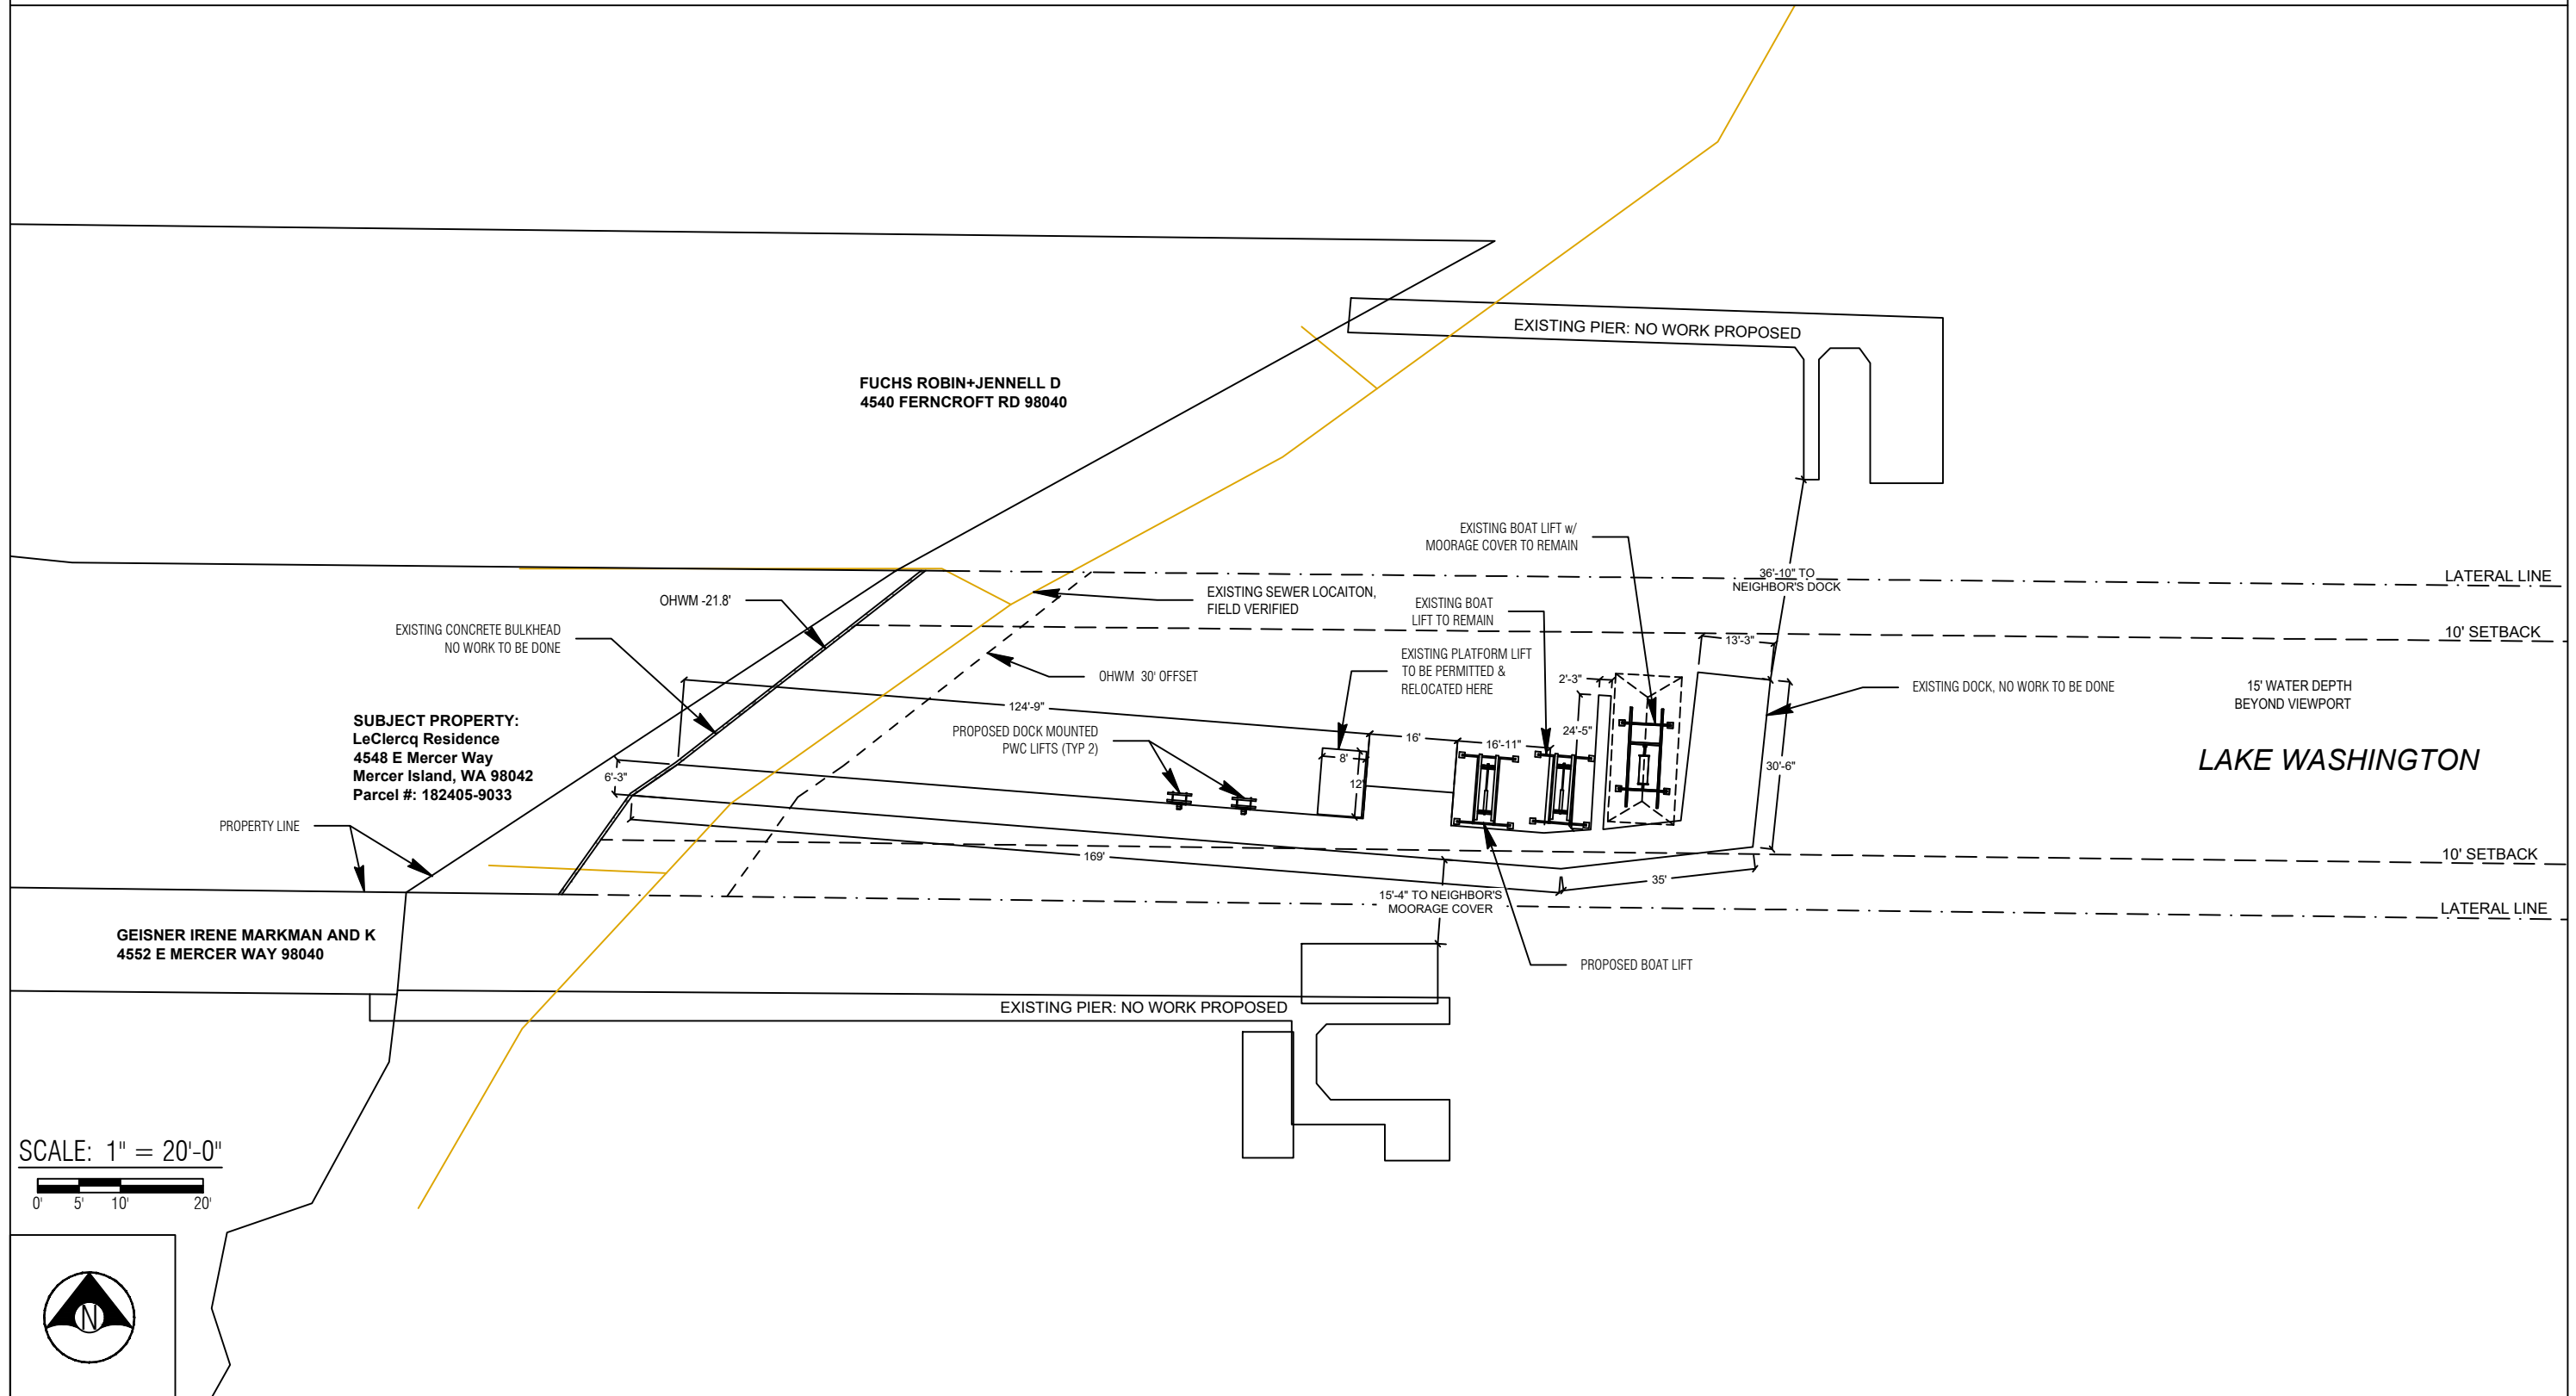 EXISTING PIER: NO WORK PROPOSED
FUCHS ROBIN+JENNELL D
4540 FERNCROFT RD 98040
EXISTING BOAT LIFT w/
MOORAGE COVER TO REMAIN
36'-10" TO
NEIGHBOR'S DOCK
LATERAL LINE
OHWM -21.8'
EXISTING SEWER LOCAITON,
FIELD VERIFIED
EXISTING BOAT
LIFT TO REMAIN
EXISTING CONCRETE BULKHEAD
NO WORK TO BE DONE
10' SETBACK
13'-3"
EXISTING PLATFORM LIFT
TO BE PERMITTED &
RELOCATED HERE
OHWM 30' OFFSET
2'-3"
EXISTING DOCK, NO WORK TO BE DONE
15' WATER DEPTH
BEYOND VIEWPORT
124'-9"
SUBJECT PROPERTY:
LeClercq Residence
4548 E Mercer Way
Mercer Island, WA 98042
Parcel #: 182405-9033
PROPOSED DOCK MOUNTED
PWC LIFTS (TYP 2)
16'
16'-11"
24'-5"
8'
12'
30'-6"
LAKE WASHINGTON
6'-3"
PROPERTY LINE
169'
10' SETBACK
35'
15'-4" TO NEIGHBOR'S
MOORAGE COVER
LATERAL LINE
GEISNER IRENE MARKMAN AND K
4552 E MERCER WAY 98040
PROPOSED BOAT LIFT
EXISTING PIER: NO WORK PROPOSED
SCALE: 1" = 20'-0"
0' 5' 10' 20'
N